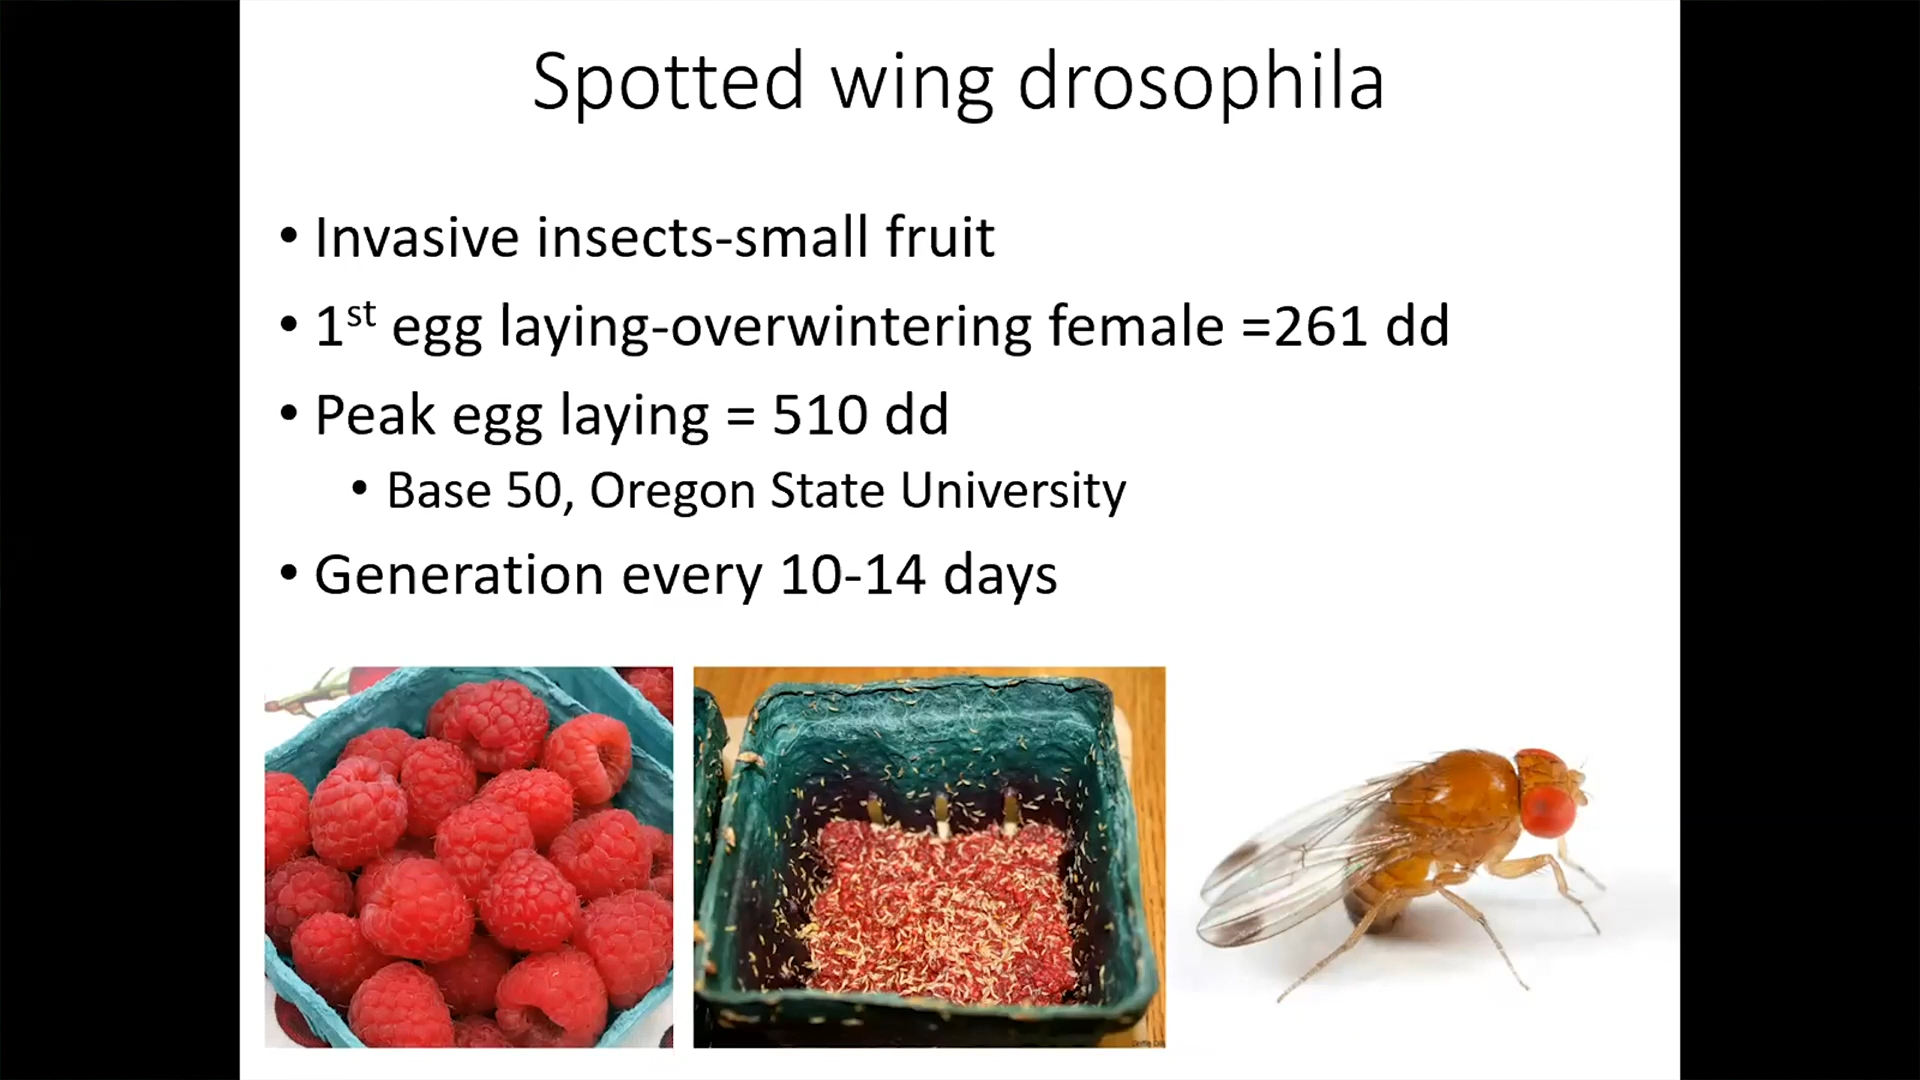 Spotted wing drosophila
• Invasive insects-small fruit
• 1st egg laying-overwintering female =261 dd
• Peak egg laying = 510 dd
• Base 50, Oregon State University
• Generation every 10-14 days